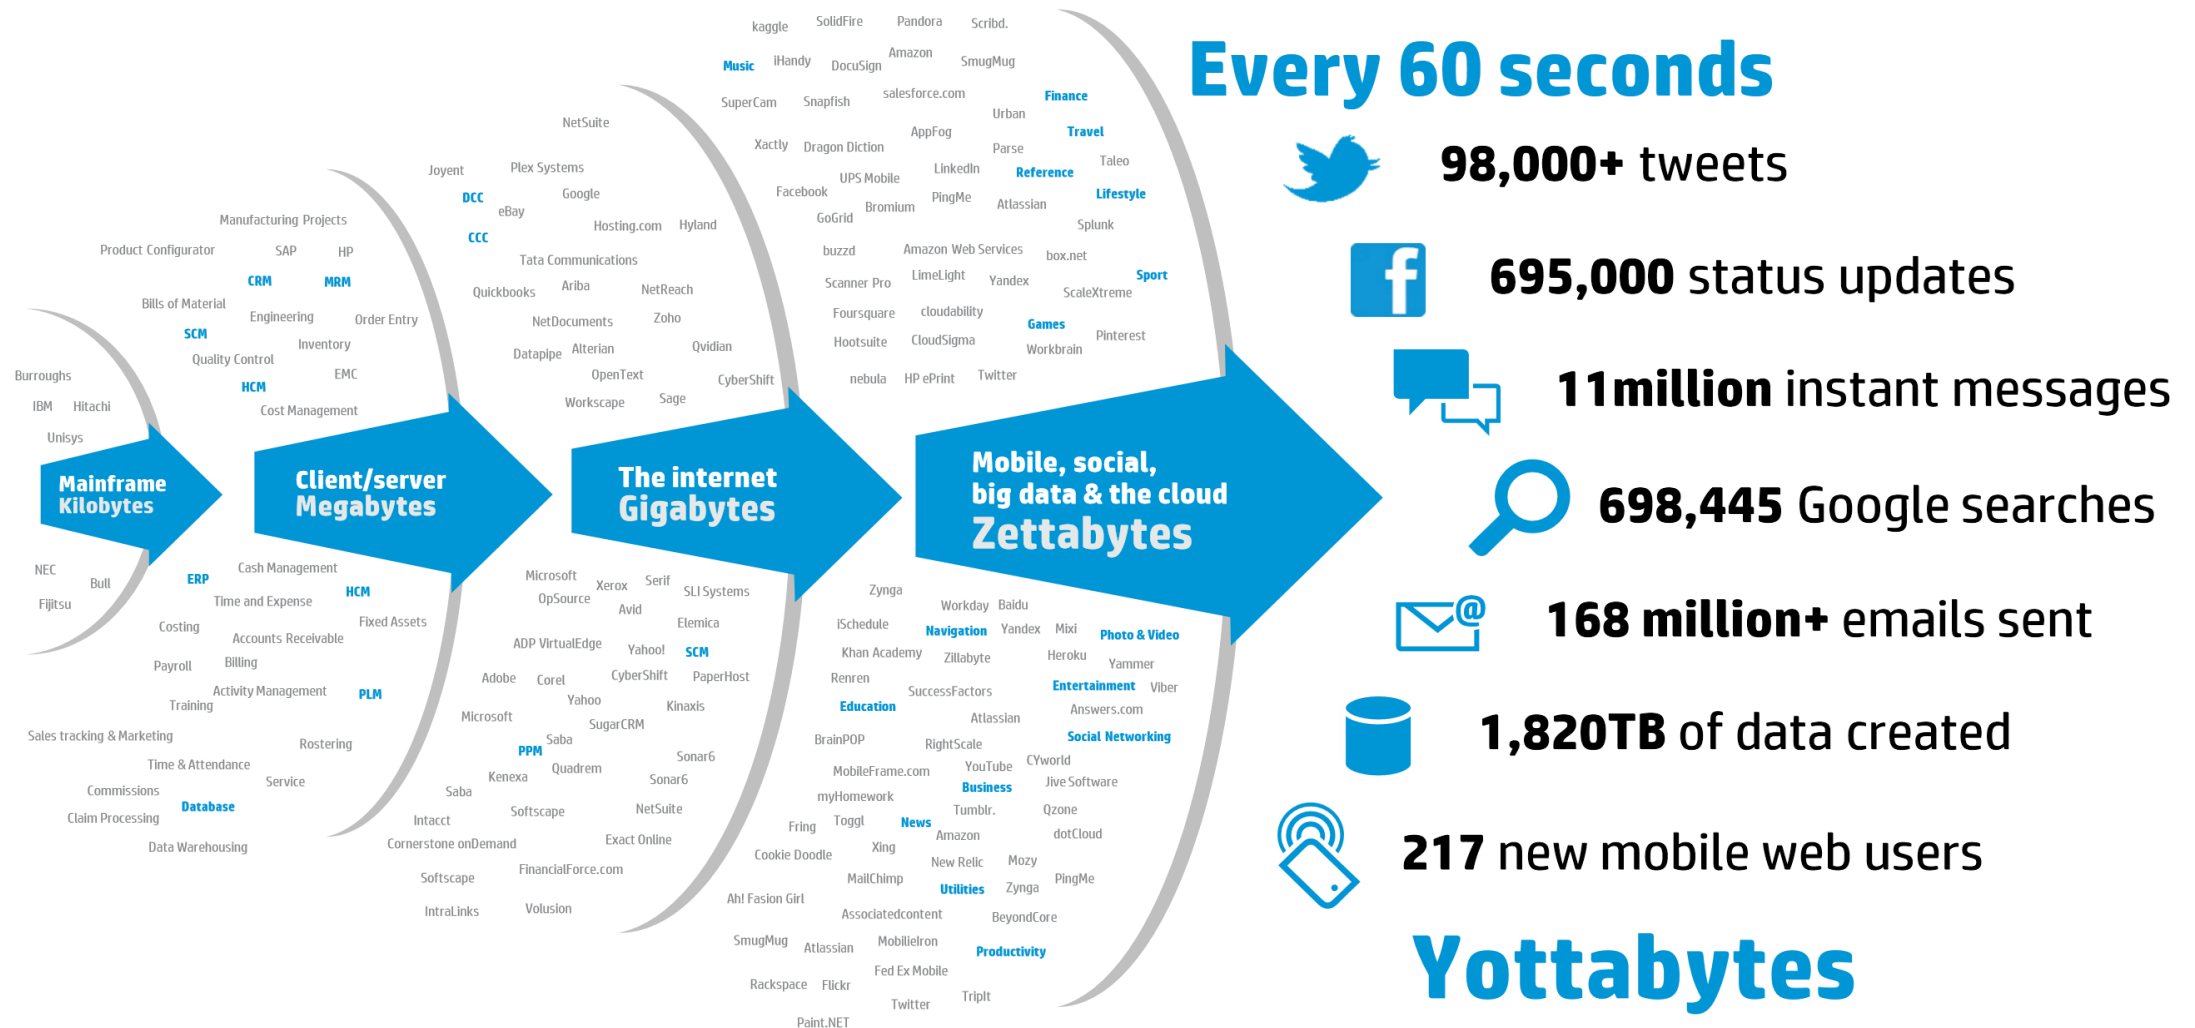 Burroughs
IBM Hitachi
Unisys
Mainframe
Kilobytes
NEC
Bull
Fijitsu
Manufacturing Projects
Product Configurator SAP HP
CRM MRM
Bills of Material
Engineering Order Entry
SCM
Inventory
Quality Control
EMC
HCM
Cost Management
Client/server
Megabytes
Cash Management
ERP
HCM
Time and Expense
Fixed Assets
Costing
Accounts Receivable
Payroll Billing
Activity Management PLM
Training
Sales tracking & Marketing
Rostering
Time & Attendance
Service
Commissions
Database
Claim Processing
Data Warehousing
NetSuite
Joyent Plex Systems
DCC Google
eBay
Hosting.com Hyland
CCC
Tata Communications
Quickbooks Ariba NetReach
NetDocuments Zoho
Datapipe Alterian Qvidian
OpenText CyberShift
Workscape Sage
The internet
Gigabytes
Microsoft Xerox Serif SLI Systems
OpSource
Avid
Elemica
ADP VirtualEdge Yahoo! SCM
Adobe Corel CyberShift PaperHost
Yahoo Kinaxis
Microsoft SugarCRM
Saba
PPM
Sonar6
Quadrem
Kenexa Sonar6
Saba
Softscape NetSuite
Intacct
Cornerstone onDemand Exact Online
FinancialForce.com
Softscape
IntraLinks Volusion
kaggle SolidFire Pandora Scribd.
Amazon
Music iHandy DocuSign SmugMug
SuperCam Snapfish salesforce.com Finance
Urban
AppFog Travel
Xactly Dragon Diction Parse
Taleo
LinkedIn Reference
UPS Mobile
Facebook PingMe Lifestyle
Bromium Atlassian
GoGrid Splunk
buzzd Amazon Web Services box.net
LimeLight Sport
Scanner Pro Yandex ScaleXtreme
Foursquare cloudability
Games
Hootsuite CloudSigma Pinterest
Workbrain
nebula HP ePrint Twitter
Mobile, social,
big data & the cloud
Zettabytes
Zynga
Workday Baidu
iSchedule Navigation Yandex Mixi Photo & Video
Khan Academy Zillabyte Heroku Yammer
Renren
SuccessFactors Entertainment Viber
Education Atlassian Answers.com
BrainPOP RightScale Social Networking
MobileFrame.com YouTube CYworld
Business Jive Software
myHomework
Tumblr. Qzone
Fring Toggl News
Amazon dotCloud
Cookie Doodle Xing
New Relic Mozy
MailChimp Utilities Zynga PingMe
Ah! Fasion Girl
Associatedcontent BeyondCore
SmugMug Atlassian MobilieIron
Productivity
Fed Ex Mobile
Rackspace Flickr
Twitter TripIt
Paint.NET
Every 60 seconds
98,000+ tweets
f
695,000 status updates
11million instant messages
698,445 Google searches
@
168 million+ emails sent
1,820TB of data created
217 new mobile web users
Yottabytes